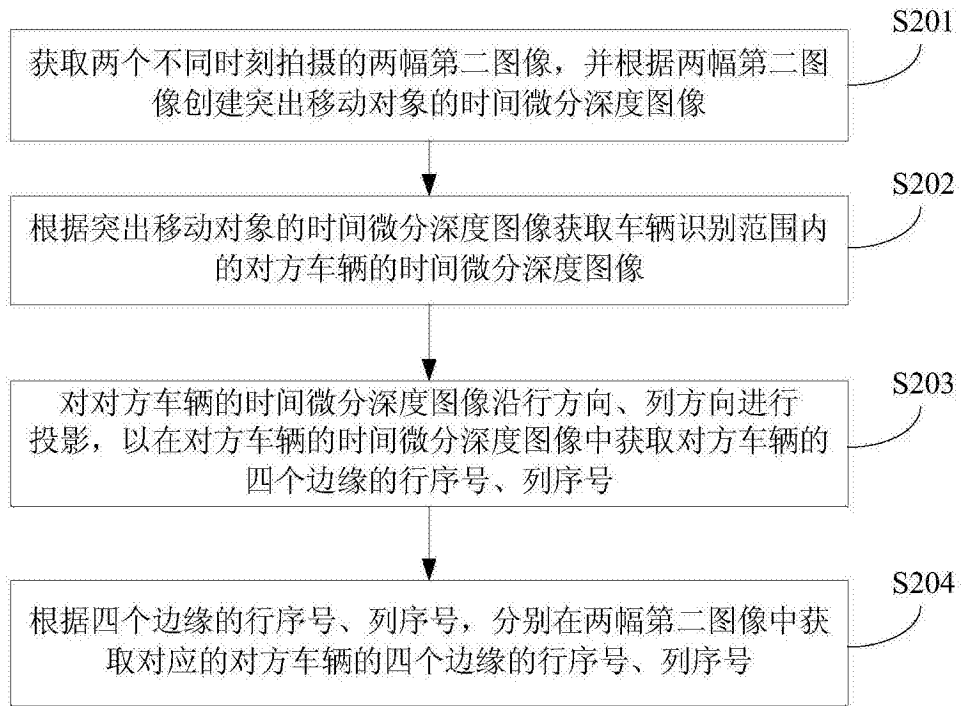 S201
获取两个不同时刻拍摄的两幅第二图像，并根据两幅第二图
像创建突出移动对象的时间微分深度图像
S202
根据突出移动对象的时间微分深度图像获取车辆识别范围内
的对方车辆的时间微分深度图像
S203
对对方车辆的时间微分深度图像沿行方向、列方向进行
投影，以在对方车辆的时间微分深度图像中获取对方车辆的
四个边缘的行序号、列序号
S204
根据四个边缘的行序号、列序号，分别在两幅第二图像中获
取对应的对方车辆的四个边缘的行序号、列序号